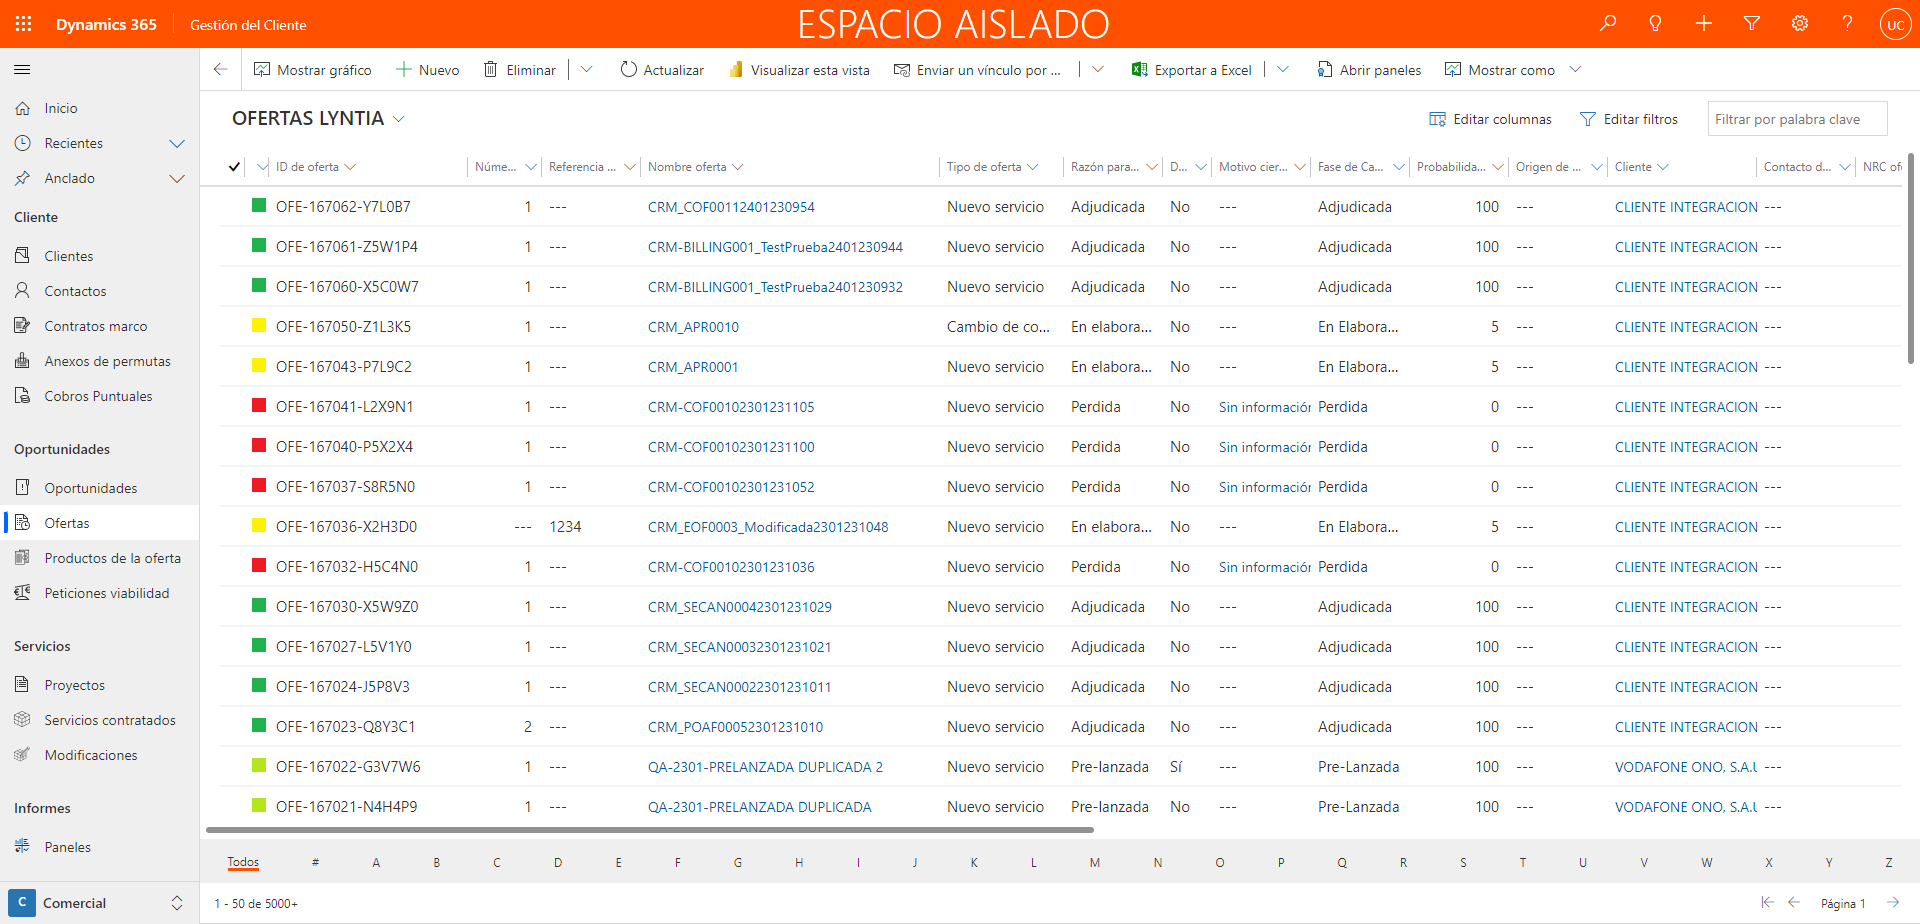 Dynamics 365
Gestión del Cliente
ESPACIO AISLADO
UC
Mostrar gráfico
Nuevo
Eliminar
Actualizar
Visualizar esta vista
Enviar un vínculo por ...
Exportar a Excel
Abrir paneles
Mostrar como
Inicio
Recientes
Anclado
Cliente
Clientes
Contactos
Contratos marco
Anexos de permutas
Cobros Puntuales
Oportunidades
Oportunidades
Ofertas
Productos de la oferta
Peticiones viabilidad
Servicios
Proyectos
Servicios contratados
Modificaciones
Informes
Paneles
C Comercial
OFERTAS LYNTIA
Editar columnas
Editar filtros
Filtrar por palabra clave
ID de oferta Núme... Referencia ... Nombre oferta Tipo de oferta Razón para... D... Motivo cier... Fase de Ca... Probabilida... Origen de ... Cliente Contacto d... NRC ofe
OFE-167062-Y7L0B7 1 --- CRM_COF00112401230954 Nuevo servicio Adjudicada No --- Adjudicada 100 --- CLIENTE INTEGRACION ---
OFE-167061-Z5W1P4 1 --- CRM-BILLING001_TestPrueba2401230944 Nuevo servicio Adjudicada No --- Adjudicada 100 --- CLIENTE INTEGRACION ---
OFE-167060-X5C0W7 1 --- CRM-BILLING001_TestPrueba2401230932 Nuevo servicio Adjudicada No --- Adjudicada 100 --- CLIENTE INTEGRACION ---
OFE-167050-Z1L3K5 1 --- CRM_APR0010 Cambio de co... En elabora... No --- En Elabora... 5 --- CLIENTE INTEGRACION ---
OFE-167043-P7L9C2 1 --- CRM_APR0001 Nuevo servicio En elabora... No --- En Elabora... 5 --- CLIENTE INTEGRACION ---
OFE-167041-L2X9N1 1 --- CRM-COF00102301231105 Nuevo servicio Perdida No Sin información Perdida 0 --- CLIENTE INTEGRACION ---
OFE-167040-P5X2X4 1 --- CRM-COF00102301231100 Nuevo servicio Perdida No Sin información Perdida 0 --- CLIENTE INTEGRACION ---
OFE-167037-S8R5N0 1 --- CRM-COF00102301231052 Nuevo servicio Perdida No Sin información Perdida 0 --- CLIENTE INTEGRACION ---
OFE-167036-X2H3D0 --- 1234 CRM_EOF0003_Modificada2301231048 Nuevo servicio En elabora... No --- En Elabora... 5 --- CLIENTE INTEGRACION ---
OFE-167032-H5C4N0 1 --- CRM-COF00102301231036 Nuevo servicio Perdida No Sin información Perdida 0 --- CLIENTE INTEGRACION ---
OFE-167030-X5W9Z0 1 --- CRM_SECAN00042301231029 Nuevo servicio Adjudicada No --- Adjudicada 100 --- CLIENTE INTEGRACION ---
OFE-167027-L5V1Y0 1 --- CRM_SECAN00032301231021 Nuevo servicio Adjudicada No --- Adjudicada 100 --- CLIENTE INTEGRACION ---
OFE-167024-J5P8V3 1 --- CRM_SECAN00022301231011 Nuevo servicio Adjudicada No --- Adjudicada 100 --- CLIENTE INTEGRACION ---
OFE-167023-Q8Y3C1 2 --- CRM_POAF00052301231010 Nuevo servicio Adjudicada No --- Adjudicada 100 --- CLIENTE INTEGRACION ---
OFE-167022-G3V7W6 1 --- QA-2301-PRELANZADA DUPLICADA 2 Nuevo servicio Pre-lanzada Sí --- Pre-Lanzada 100 --- VODAFONE ONO, S.A.U ---
OFE-167021-N4H4P9 1 --- QA-2301-PRELANZADA DUPLICADA Nuevo servicio Pre-lanzada No --- Pre-Lanzada 100 --- VODAFONE ONO, S.A.U ---
Todos # A B C D E F G H I J K L M N O P Q R S T U V W X Y Z
1 - 50 de 5000+
Página 1